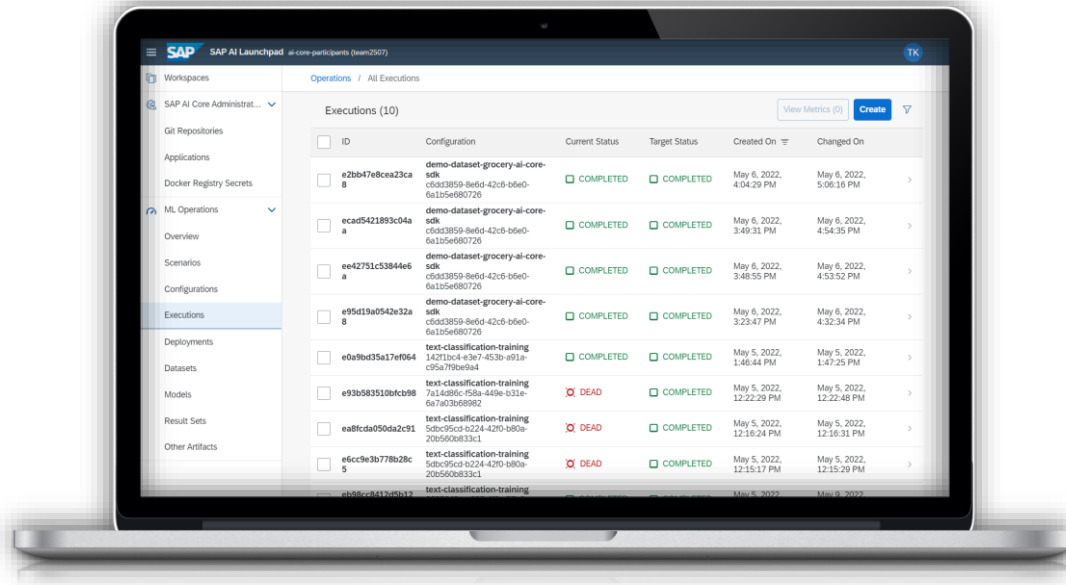 SAP SAP AI Launchpad ai-core-participants (team2507) TK
Workspaces
SAP AI Core Administrat...
Git Repositories
Applications
Docker Registry Secrets
ML Operations
Overview
Scenarios
Configurations
Executions
Deployments
Datasets
Models
Result Sets
Other Artifacts
Operations / All Executions
Executions (10) View Metrics (0) Create
ID Configuration Current Status Target Status Created On Changed On
e2bb47e8cea23ca
8
demo-dataset-grocery-ai-core-
sdk
c6dd3859-8e6d-42c6-b6e0-
6a1b5e680726
COMPLETED COMPLETED
May 6, 2022,
4:04:29 PM
May 6, 2022,
5:06:16 PM
ecad5421893c04a
a
demo-dataset-grocery-ai-core-
sdk
c6dd3859-8e6d-42c6-b6e0-
6a1b5e680726
COMPLETED COMPLETED
May 6, 2022,
3:49:31 PM
May 6, 2022,
4:54:35 PM
ee42751c53844e6
a
demo-dataset-grocery-ai-core-
sdk
c6dd3859-8e6d-42c6-b6e0-
6a1b5e680726
COMPLETED COMPLETED
May 6, 2022,
3:48:55 PM
May 6, 2022,
4:53:52 PM
e95d19a0542e32a
8
demo-dataset-grocery-ai-core-
sdk
c6dd3859-8e6d-42c6-b6e0-
6a1b5e680726
COMPLETED COMPLETED
May 6, 2022,
3:23:47 PM
May 6, 2022,
4:32:34 PM
e0a9bd35a17ef064
text-classification-training
142f1bc4-e3e7-453b-a91a-
c95a7f9be9a4
COMPLETED COMPLETED
May 5, 2022,
1:46:44 PM
May 5, 2022,
1:47:25 PM
e93b583510bfcb98
text-classification-training
7a14d86c-f58a-449e-b31e-
6a7a03b68982
DEAD COMPLETED
May 5, 2022,
12:22:29 PM
May 5, 2022,
12:22:48 PM
ea8fcda050da2c91
text-classification-training
5dbc95cd-b224-42f0-b80a-
20b560b833c1
DEAD COMPLETED
May 5, 2022,
12:16:24 PM
May 5, 2022,
12:16:31 PM
e6cc9e3b778b28c
5
text-classification-training
5dbc95cd-b224-42f0-b80a-
20b560b833c1
DEAD COMPLETED
May 5, 2022,
12:15:17 PM
May 5, 2022,
12:15:29 PM
eb98cc8412d5b12
text-classification-training
May 5, 2022,
May 9, 2022,